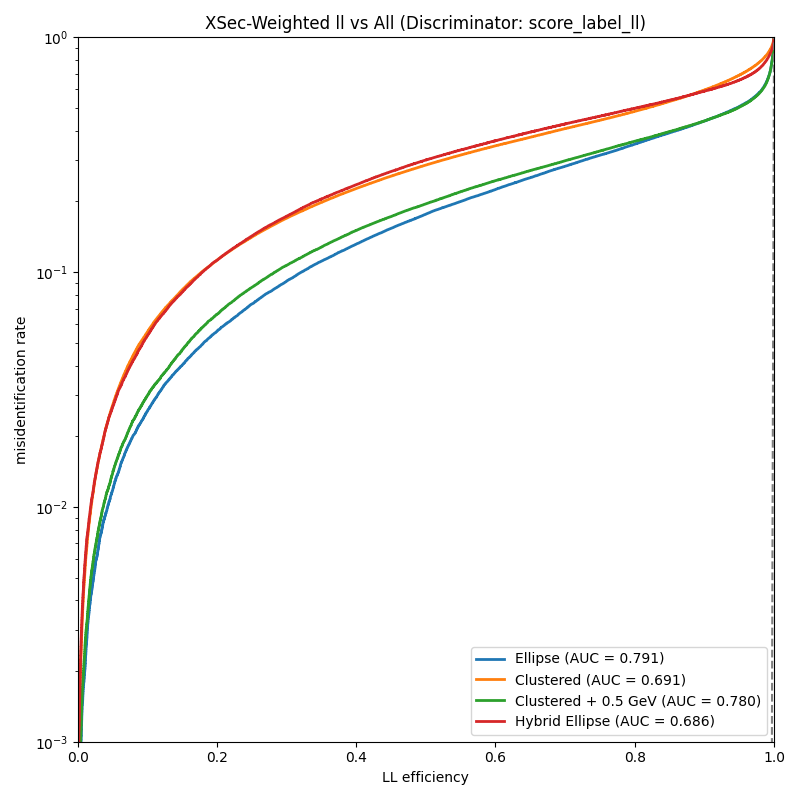 XSec-Weighted ll vs All (Discriminator: score_label_ll)
misidentification rate
10⁰
10⁻¹
10⁻²
10⁻³
Ellipse (AUC = 0.791)
Clustered (AUC = 0.691)
Clustered + 0.5 GeV (AUC = 0.780)
Hybrid Ellipse (AUC = 0.686)
0.0 0.2 0.4 0.6 0.8 1.0
LL efficiency